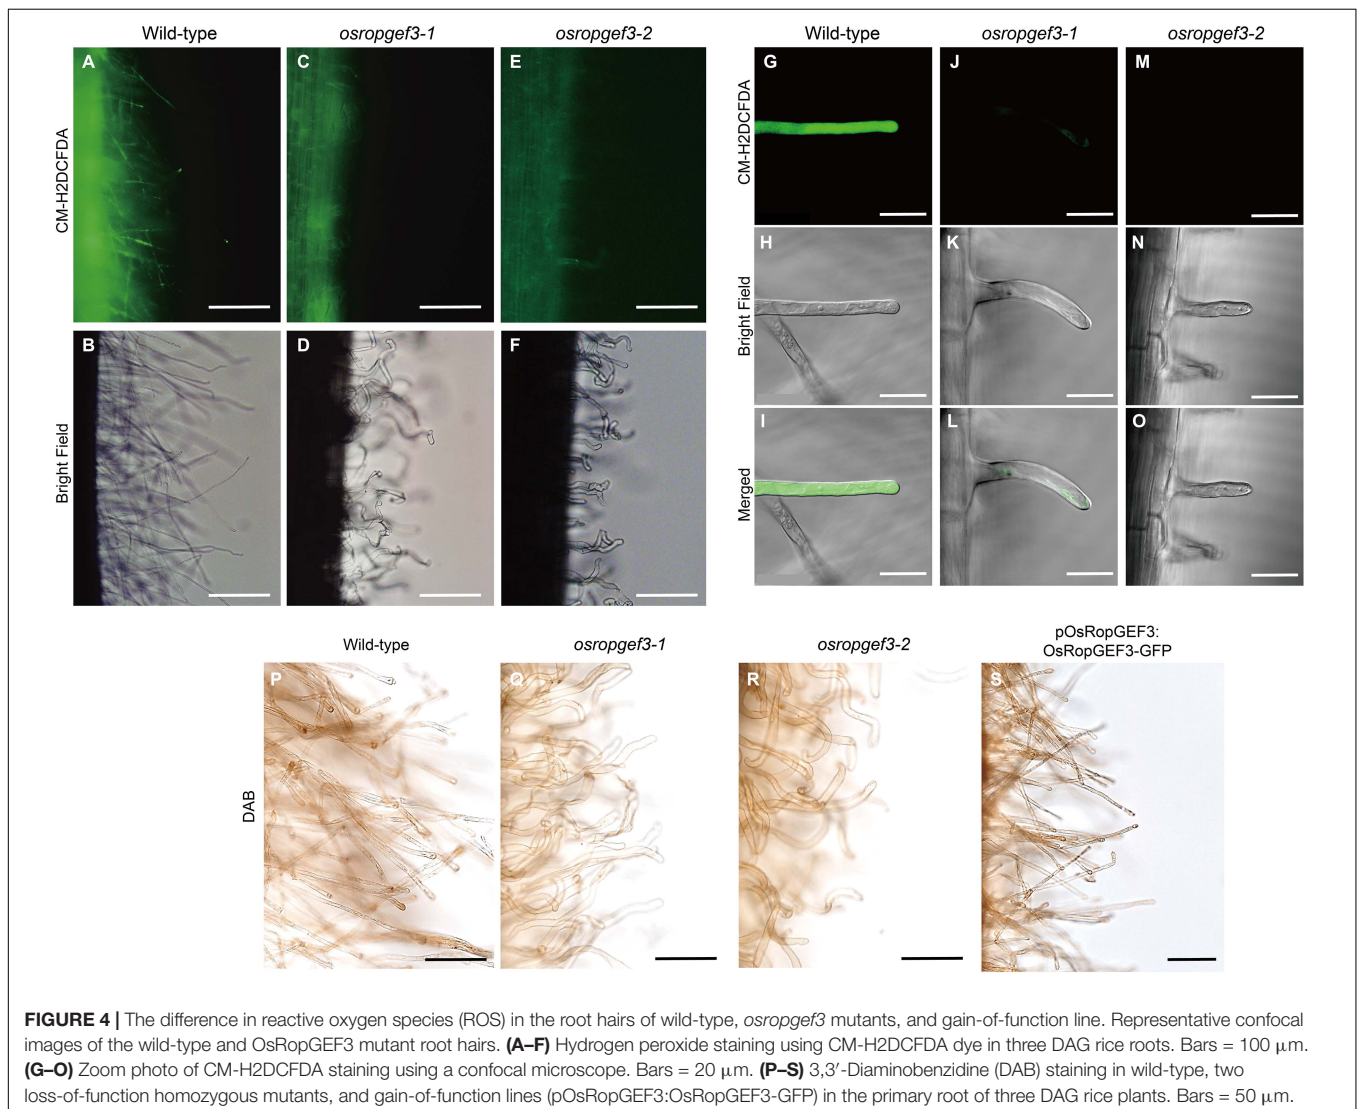 Wild-type osropgef3-1 osropgef3-2 Wild-type osropgef3-1 osropgef3-2
CM-H2DCFDA
A C E
Bright Field
B D F
CM-H2DCFDA
G J M
Bright Field
H K N
Merged
I L O
Wild-type osropgef3-1 osropgef3-2 pOsRopGEF3:
OsRopGEF3-GFP
DAB
P Q R S
FIGURE 4 | The difference in reactive oxygen species (ROS) in the root hairs of wild-type, osropgef3 mutants, and gain-of-function line. Representative confocal
images of the wild-type and OsRopGEF3 mutant root hairs. (A–F) Hydrogen peroxide staining using CM-H2DCFDA dye in three DAG rice roots. Bars = 100 μm.
(G–O) Zoom photo of CM-H2DCFDA staining using a confocal microscope. Bars = 20 μm. (P–S) 3,3′-Diaminobenzidine (DAB) staining in wild-type, two
loss-of-function homozygous mutants, and gain-of-function lines (pOsRopGEF3:OsRopGEF3-GFP) in the primary root of three DAG rice plants. Bars = 50 μm.